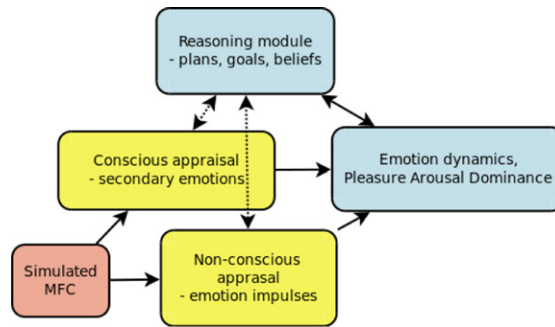 Reasoning module
- plans, goals, beliefs
Conscious appraisal
- secondary emotions
Emotion dynamics,
Pleasure Arousal Dominance
Simulated
MFC
Non-conscious
apprasal
- emotion impulses